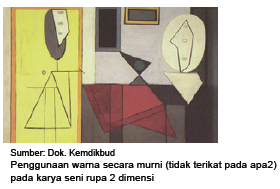 Sumber: Dok. Kemdikbud
Penggunaan warna secara murni (tidak terikat pada apa2)
pada karya seni rupa 2 dimensi